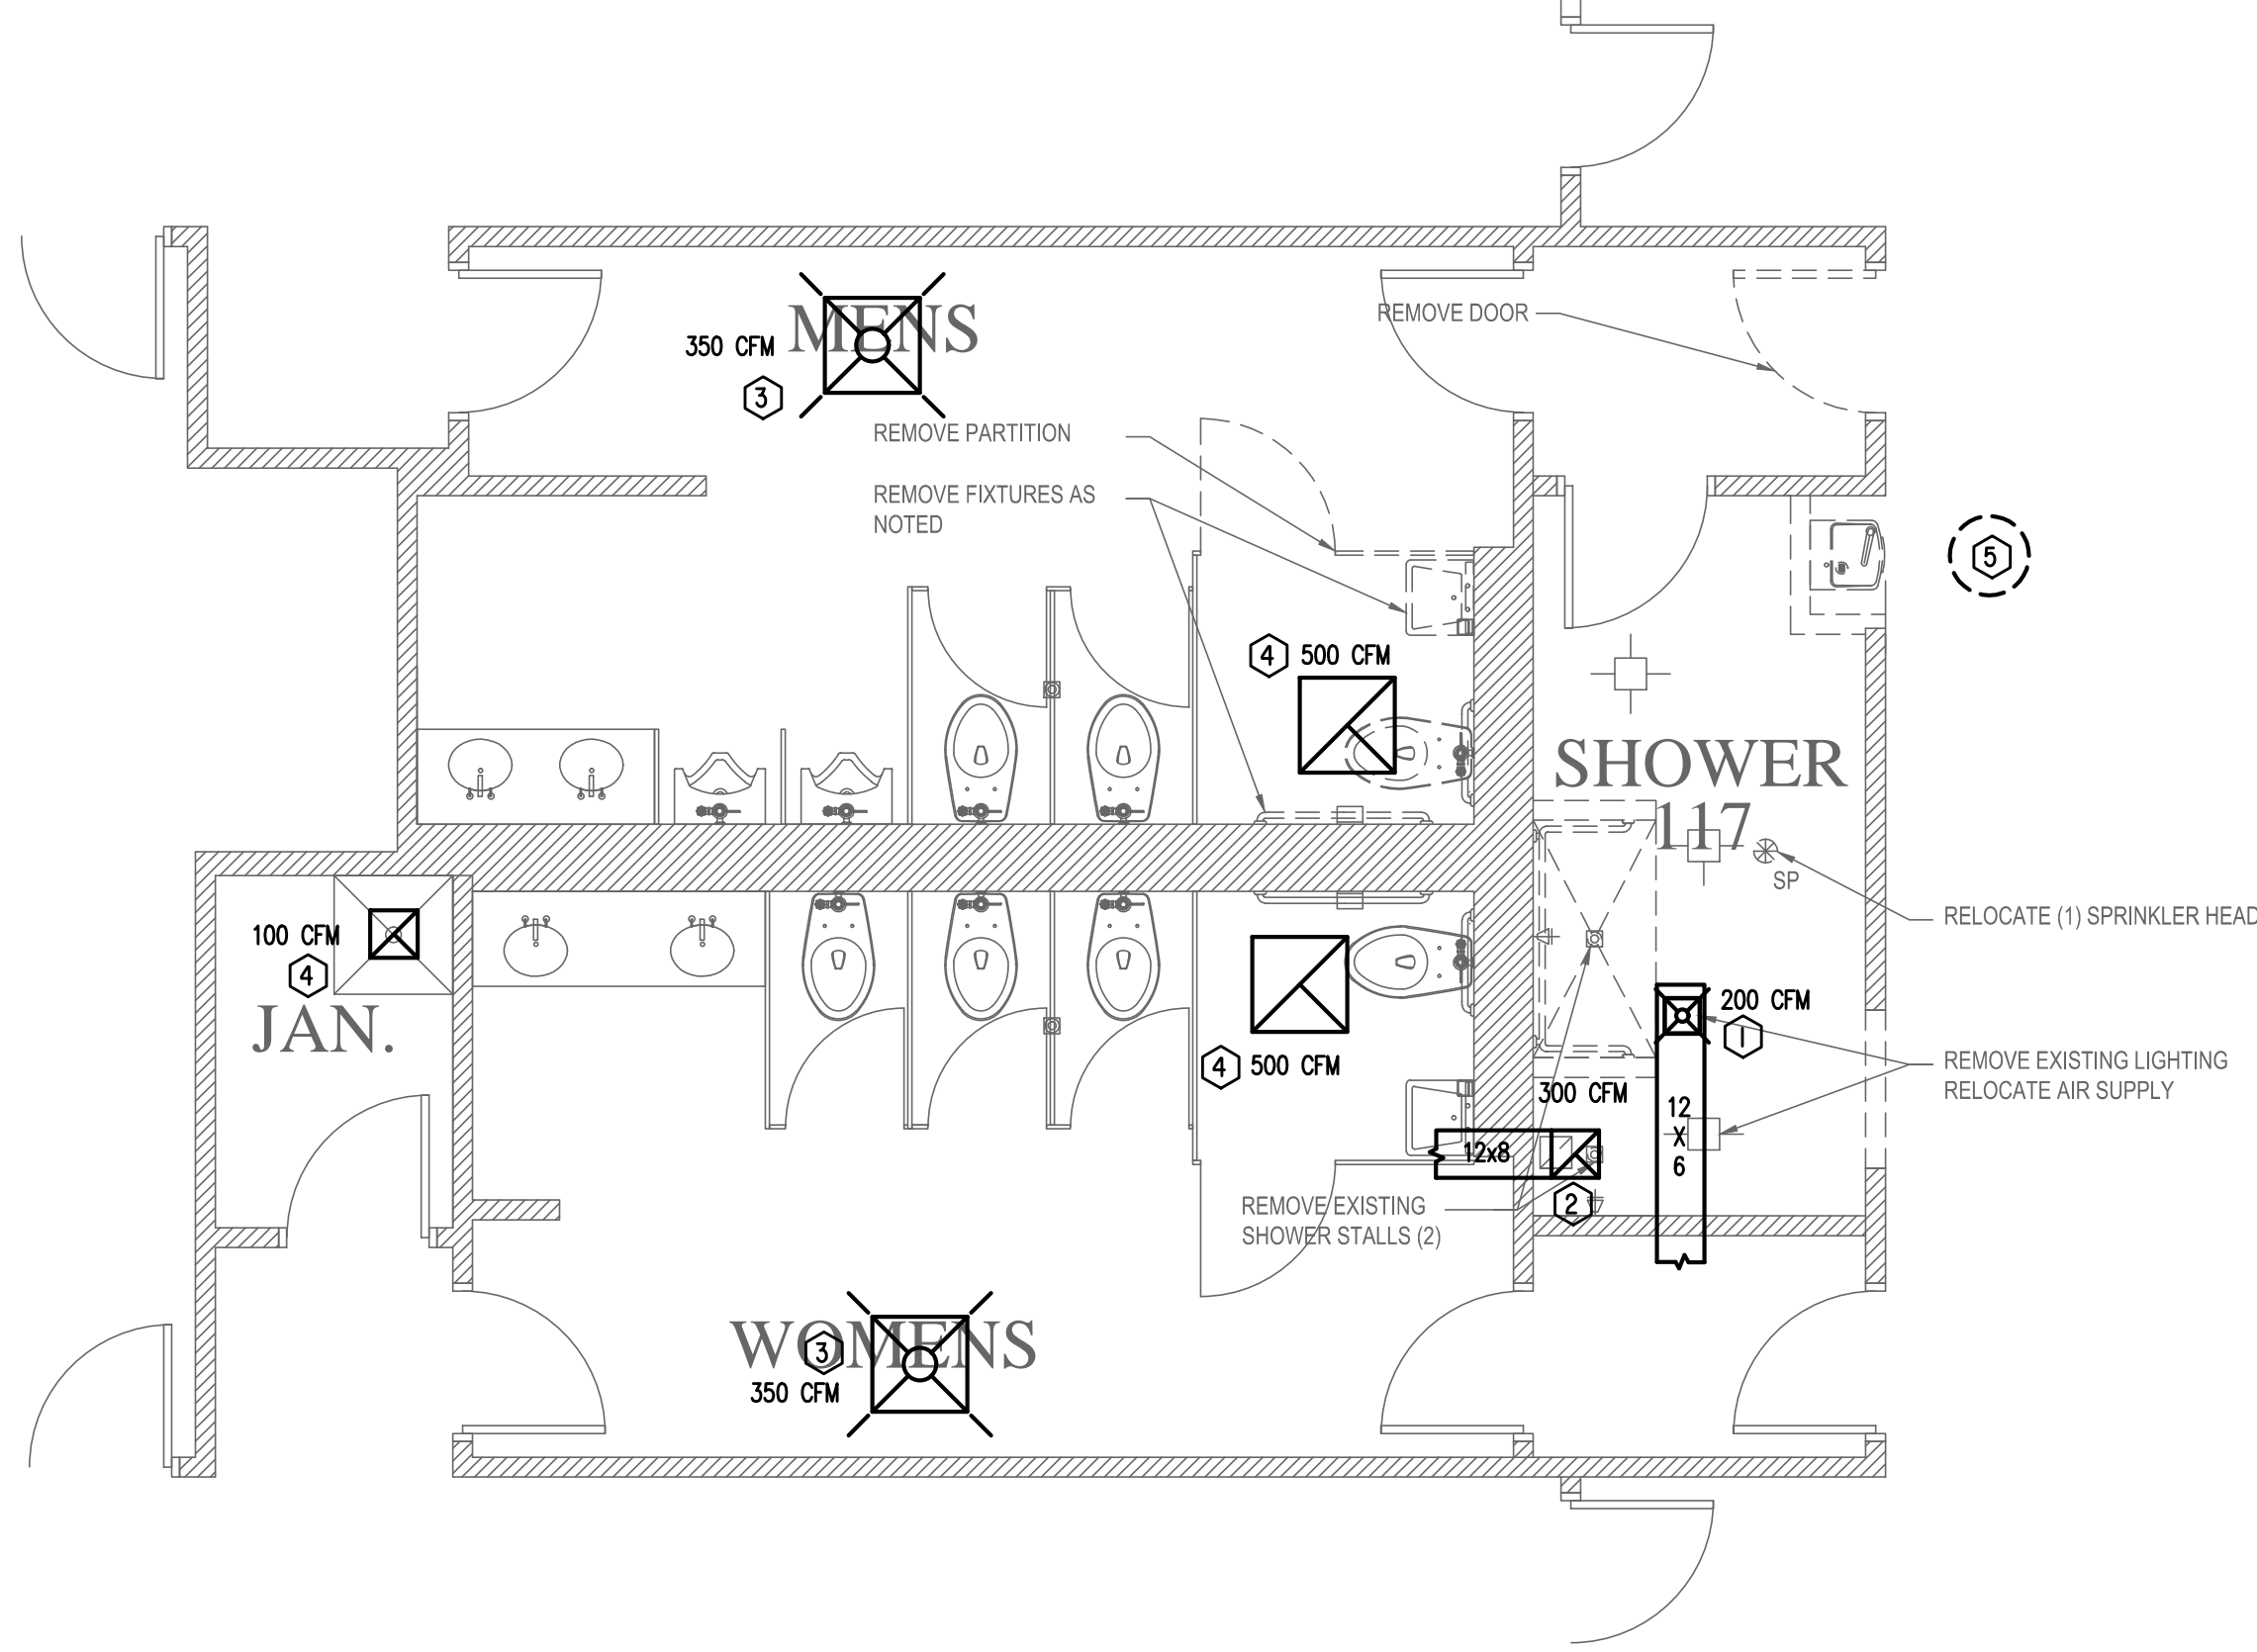 MENS
350 CFM
3
REMOVE DOOR
REMOVE PARTITION
REMOVE FIXTURES AS
NOTED
5
4 500 CFM
SHOWER
117
SP
RELOCATE (1) SPRINKLER HEAD
100 CFM
4
JAN.
200 CFM
1
4 500 CFM
REMOVE EXISTING LIGHTING
RELOCATE AIR SUPPLY
300 CFM
12
X
6
12x8
2
REMOVE EXISTING
SHOWER STALLS (2)
WOMENS
3
350 CFM